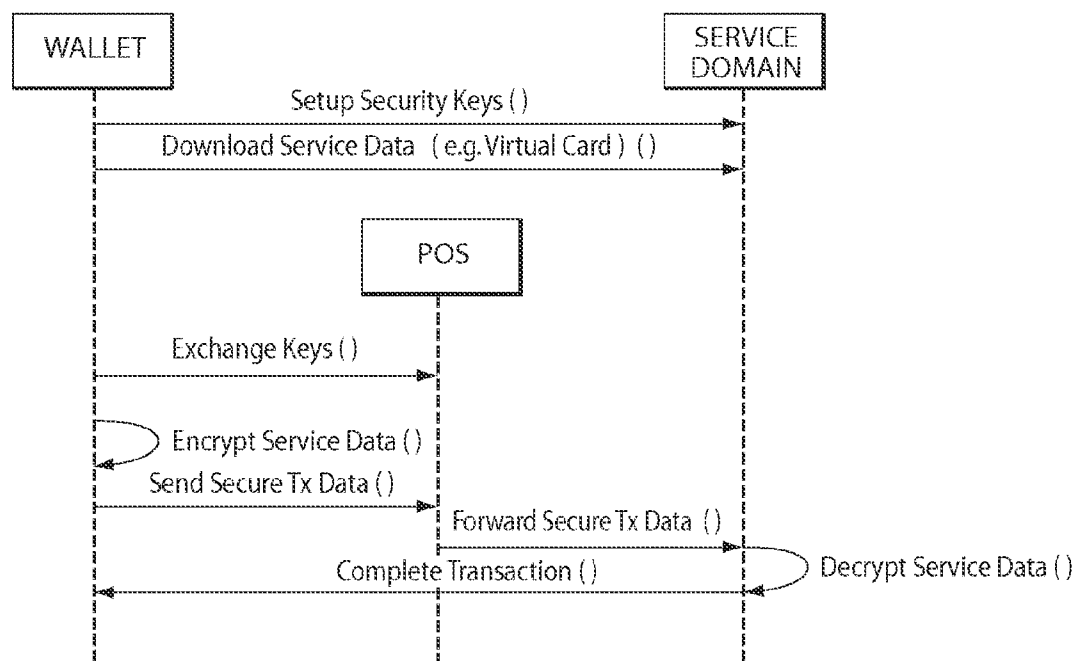 WALLET
SERVICE
DOMAIN
Setup Security Keys ( )
Download Service Data ( e.g. Virtual Card ) ( )
POS
Exchange Keys ( )
Encrypt Service Data ( )
Send Secure Tx Data ( )
Forward Secure Tx Data ( )
Complete Transaction ( )
Decrypt Service Data ( )